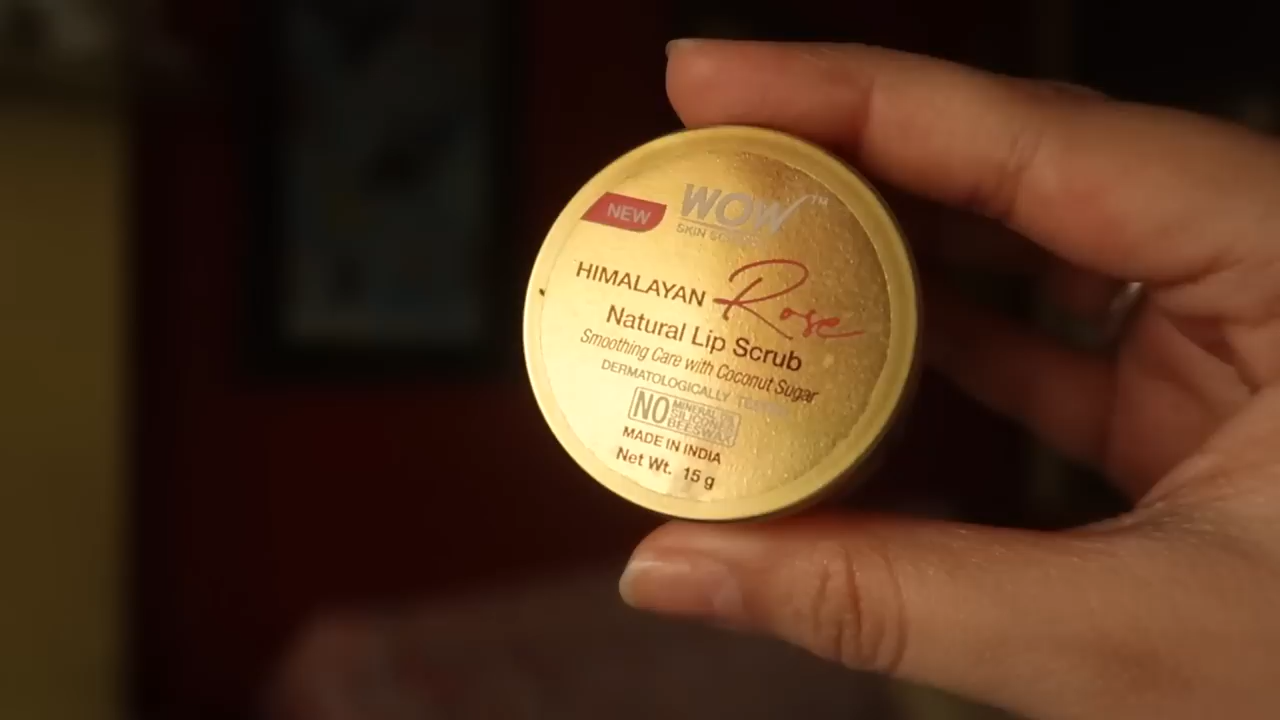 NEW
WOW™
SKIN SCIENCE
HIMALAYAN Rose
Natural Lip Scrub
Smoothing Care with Coconut Sugar
DERMATOLOGICALLY TESTED
NO MINERAL OIL
SILICONES
BEESWAX
MADE IN INDIA
Net Wt. 15 g